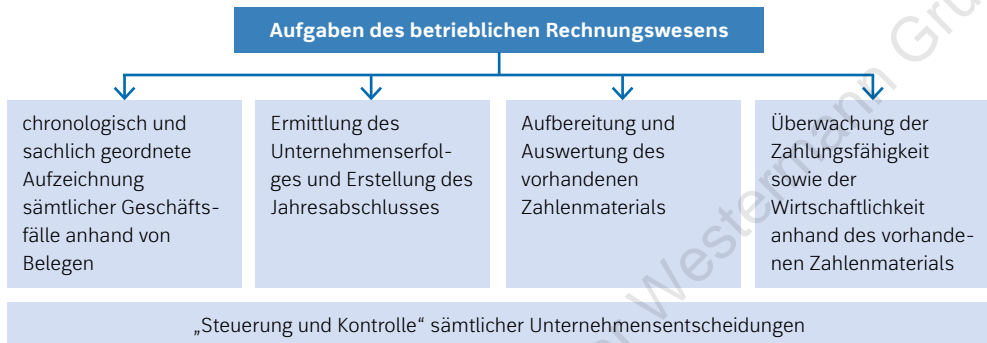 Aufgaben des betrieblichen Rechnungswesens
chronologisch und
sachlich geordnete
Aufzeichnung
sämtlicher Geschäfts-
fälle anhand von
Belegen
Ermittlung des
Unternehmenserfol-
ges und Erstellung des
Jahresabschlusses
Aufbereitung und
Auswertung des
vorhandenen
Zahlenmaterials
Überwachung der
Zahlungsfähigkeit
sowie der
Wirtschaftlichkeit
anhand des vorhande-
nen Zahlenmaterials
„Steuerung und Kontrolle“ sämtlicher Unternehmensentscheidungen
Westermann